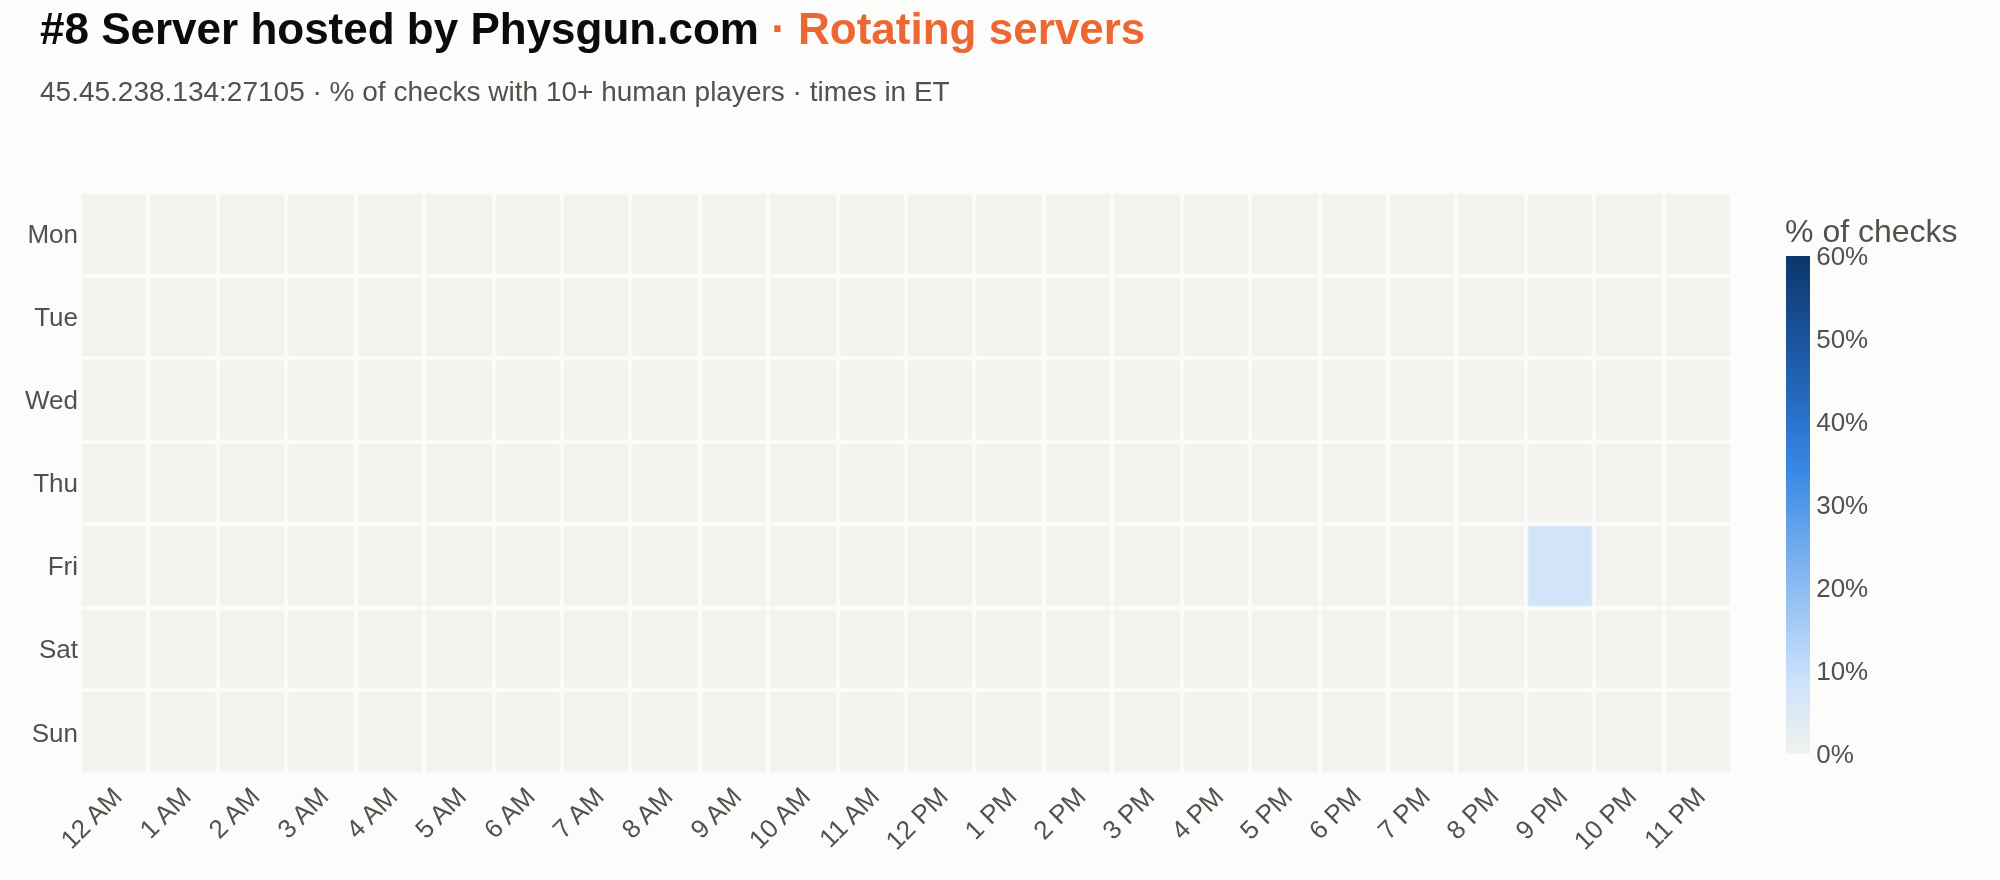 #8 Server hosted by Physgun.com · Rotating servers
45.45.238.134:27105 · % of checks with 10+ human players · times in ET
% of checks
60%
50%
40%
30%
20%
10%
0%
Mon
Tue
Wed
Thu
Fri
Sat
Sun
12 AM
1 AM
2 AM
3 AM
4 AM
5 AM
6 AM
7 AM
8 AM
9 AM
10 AM
11 AM
12 PM
1 PM
2 PM
3 PM
4 PM
5 PM
6 PM
7 PM
8 PM
9 PM
10 PM
11 PM